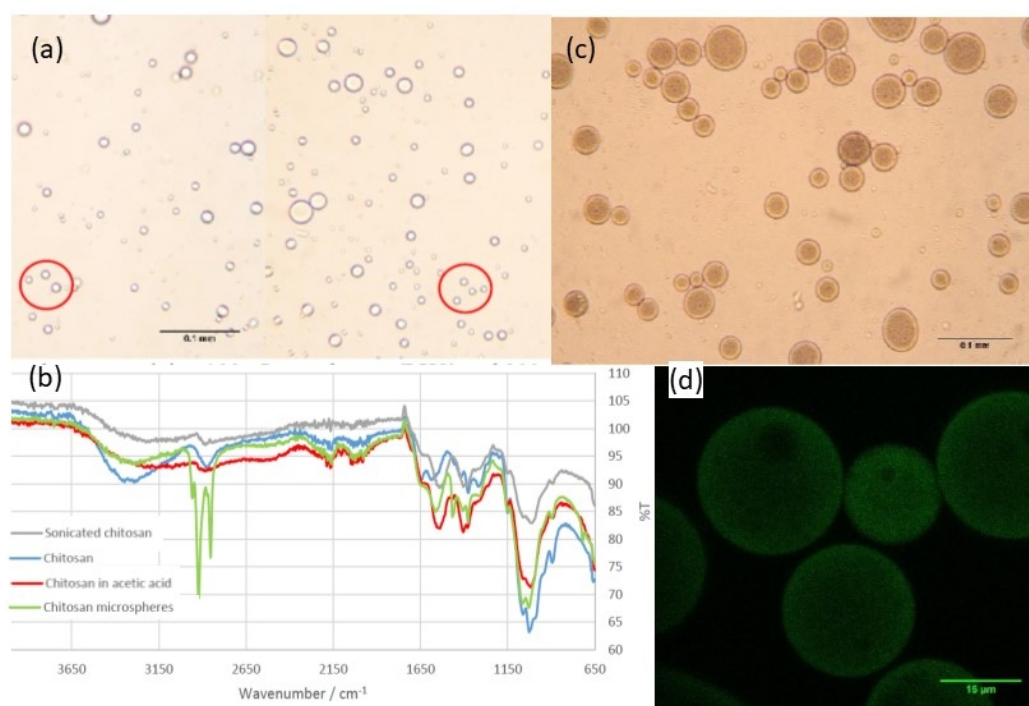 (a)
0.1 mm
(c)
0.1 mm
(b)
110
105
100
95
90
85
80
75
70
65
60
%T
Sonicated chitosan
Chitosan
Chitosan in acetic acid
Chitosan microspheres
3650 3150 2650 2150 1650 1150 650
Wavenumber / cm⁻¹
(d)
15 µm